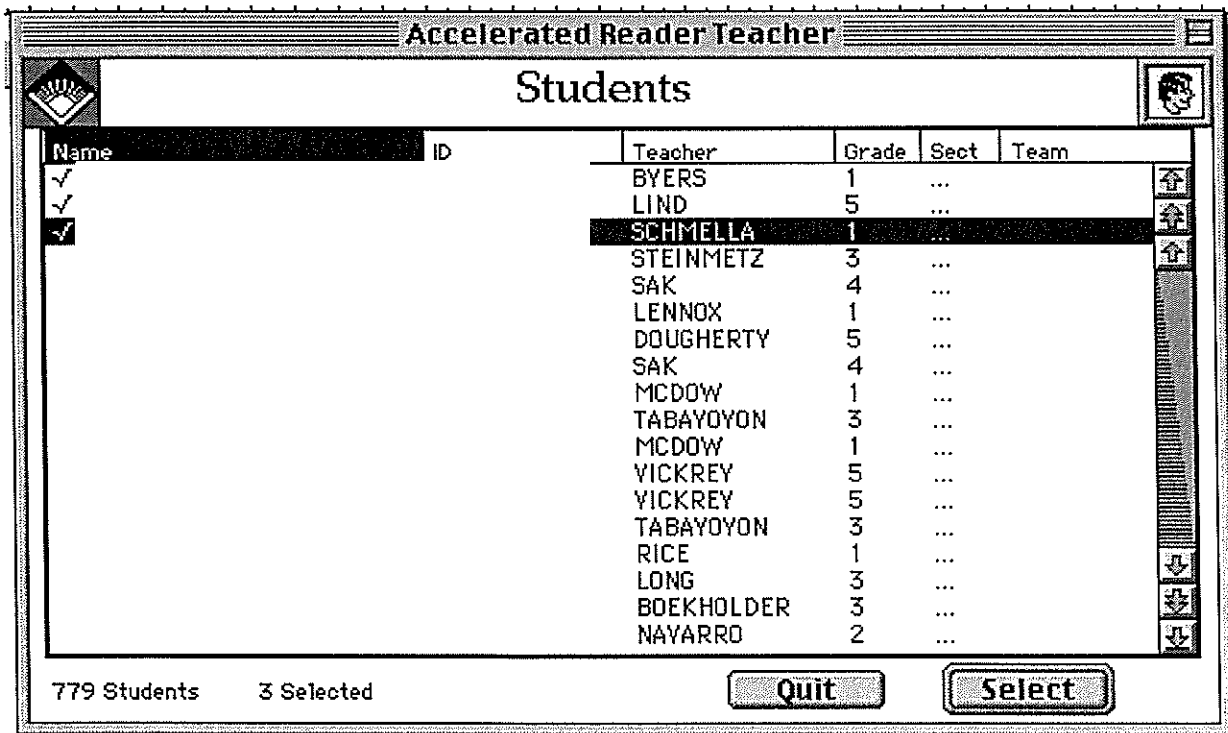 Accelerated Reader Teacher
Students
Name ID Teacher Grade Sect Team
√ BYERS 1 ...
√ LIND 5 ...
√ SCHMELLA 1 ...
STEINMETZ 3 ...
SAK 4 ...
LENNOX 1 ...
DOUGHERTY 5 ...
SAK 4 ...
MCDOW 1 ...
TABAYOYON 3 ...
MCDOW 1 ...
VICKREY 5 ...
VICKREY 5 ...
TABAYOYON 3 ...
RICE 1 ...
LONG 3 ...
BOEKHOLDER 3 ...
NAVARRO 2 ...
779 Students 3 Selected Quit Select